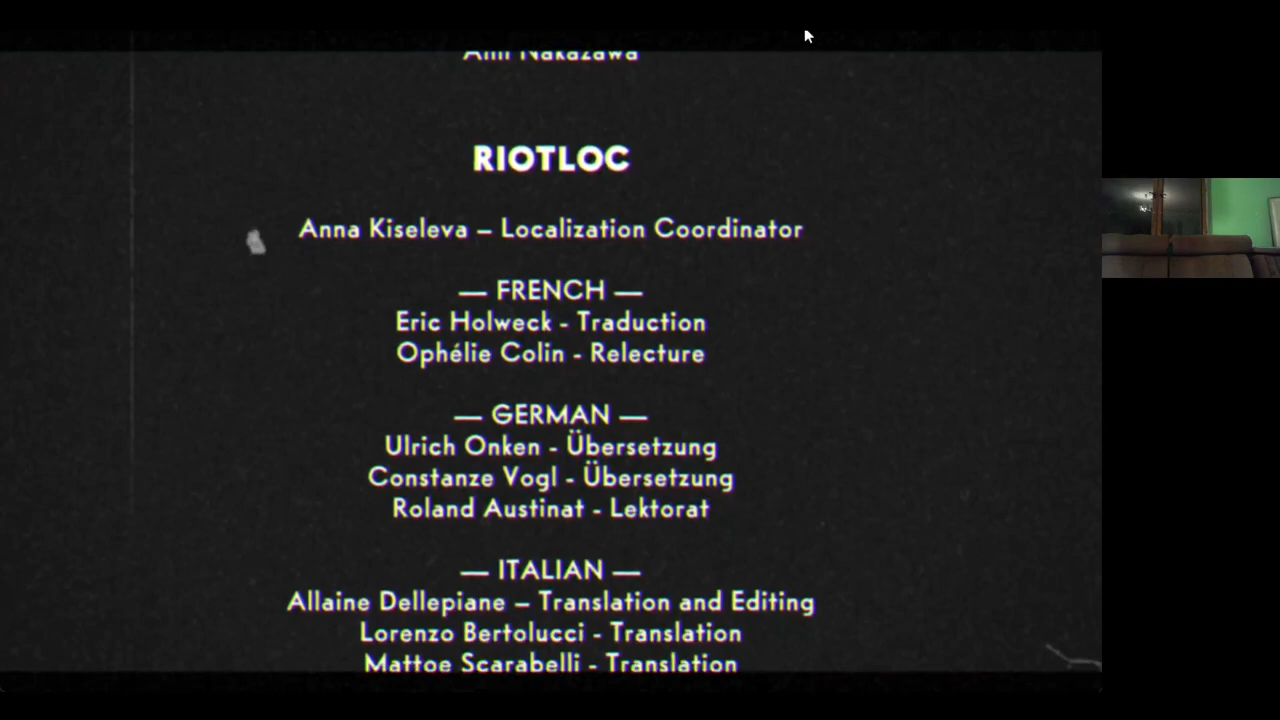 Nakazawa
RIOTLOC
Anna Kiseleva – Localization Coordinator
— FRENCH —
Eric Holweck - Traduction
Ophélie Colin - Relecture
— GERMAN —
Ulrich Onken - Übersetzung
Constanze Vogl - Übersetzung
Roland Austinat - Lektorat
— ITALIAN —
Allaine Dellepiane – Translation and Editing
Lorenzo Bertolucci - Translation
Mattoe Scarabelli - Translation